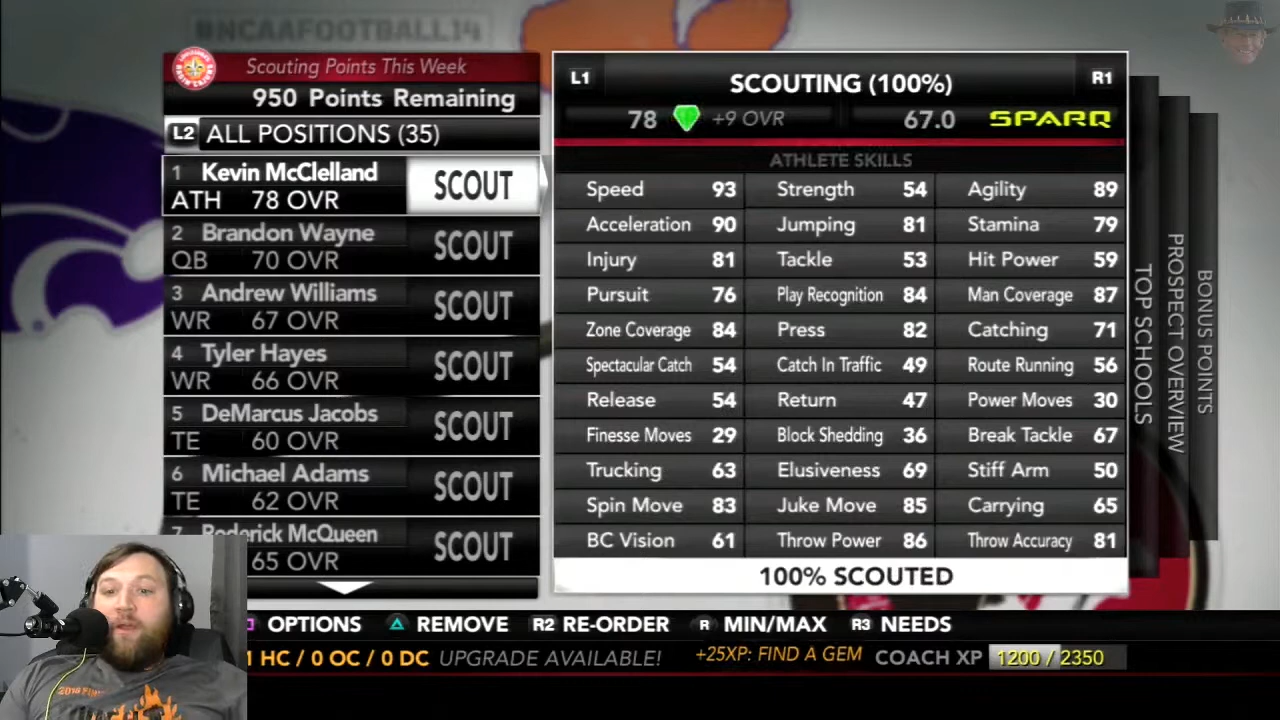 #NCAAFOOTBALL14
Scouting Points This Week
950 Points Remaining
L2 ALL POSITIONS (35)
1 Kevin McClelland
ATH 78 OVR
SCOUT
2 Brandon Wayne
QB 70 OVR
SCOUT
3 Andrew Williams
WR 67 OVR
SCOUT
4 Tyler Hayes
WR 66 OVR
SCOUT
5 DeMarcus Jacobs
TE 60 OVR
SCOUT
6 Michael Adams
TE 62 OVR
SCOUT
7 Roderick McQueen
65 OVR
SCOUT
L1 SCOUTING (100%) R1
78 +9 OVR 67.0 SPARQ
ATHLETE SKILLS
Speed 93 Strength 54 Agility 89
Acceleration 90 Jumping 81 Stamina 79
Injury 81 Tackle 53 Hit Power 59
Pursuit 76 Play Recognition 84 Man Coverage 87
Zone Coverage 84 Press 82 Catching 71
Spectacular Catch 54 Catch In Traffic 49 Route Running 56
Release 54 Return 47 Power Moves 30
Finesse Moves 29 Block Shedding 36 Break Tackle 67
Trucking 63 Elusiveness 69 Stiff Arm 50
Spin Move 83 Juke Move 85 Carrying 65
BC Vision 61 Throw Power 86 Throw Accuracy 81
100% SCOUTED
TOP SCHOOLS
PROSPECT OVERVIEW
BONUS POINTS
OPTIONS REMOVE R2 RE-ORDER R MIN/MAX R3 NEEDS
1 HC / 0 OC / 0 DC UPGRADE AVAILABLE! +25XP: FIND A GEM COACH XP 1200 / 2350